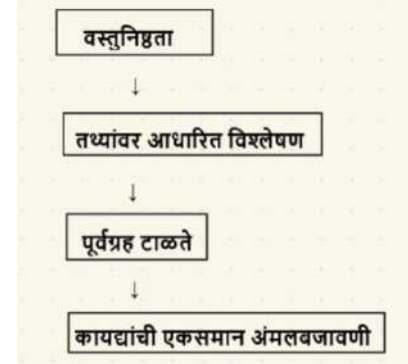 वस्तुनिष्ठता
↓
तथ्यांवर आधारित विश्लेषण
↓
पूर्वग्रह टाळते
↓
कायद्यांची एकसमान अंमलबजावणी